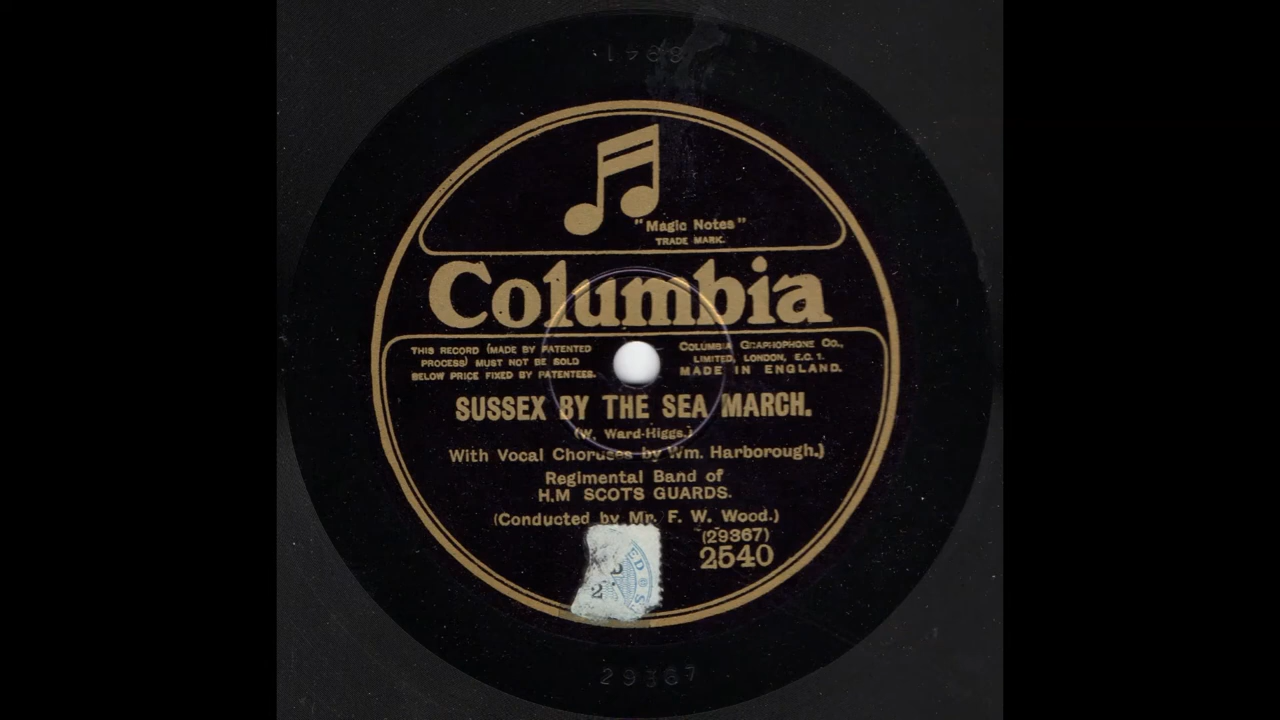 "Magic Notes"
TRADE MARK.
Columbia
THIS RECORD (MADE BY PATENTED
PROCESS) MUST NOT BE SOLD
BELOW PRICE FIXED BY PATENTEES.
COLUMBIA GRAPHOPHONE CO.,
LIMITED, LONDON, E.C. 1.
MADE IN ENGLAND.
SUSSEX BY THE SEA MARCH.
(W. Ward-Higgs.)
With Vocal Choruses by Wm. Harborough.)
Regimental Band of
H.M SCOTS GUARDS.
(Conducted by Mr. F. W. Wood.)
(29367)
2540
29367